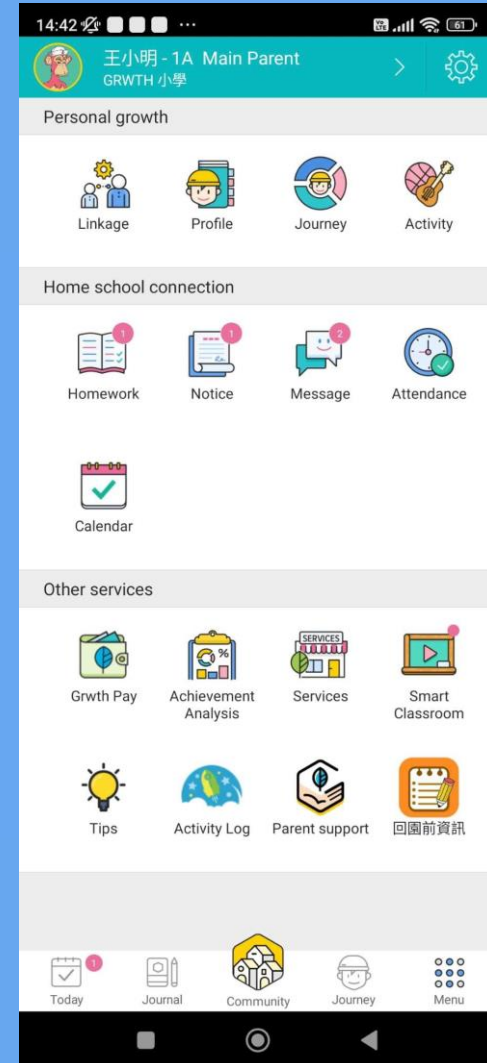 14:42 61
王小明 - 1A Main Parent
GRWTH 小學
Personal growth
Linkage
Profile
Journey
Activity
Home school connection
1
1
2
Homework
Notice
Message
Attendance
Calendar
Other services
SERVICES
%
Grwth Pay
Achievement
Analysis
Services
Smart
Classroom
Tips
Activity Log
Parent support
回園前資訊
1
Today
Journal
Community
Journey
Menu